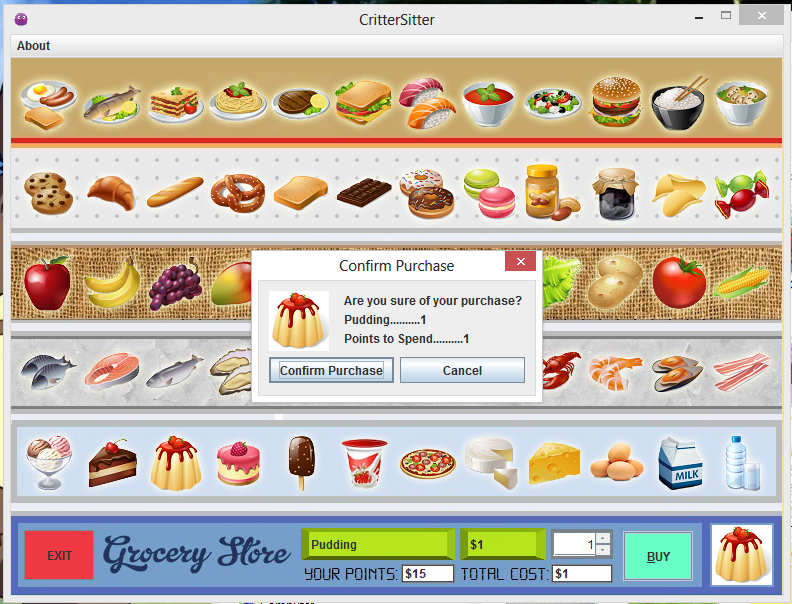 CritterSitter
About
Confirm Purchase
Are you sure of your purchase?
Pudding..........1
Points to Spend..........1
Confirm Purchase Cancel
MILK
EXIT Grocery Store Pudding $1 1 BUY
YOUR POINTS: $15 TOTAL COST: $1